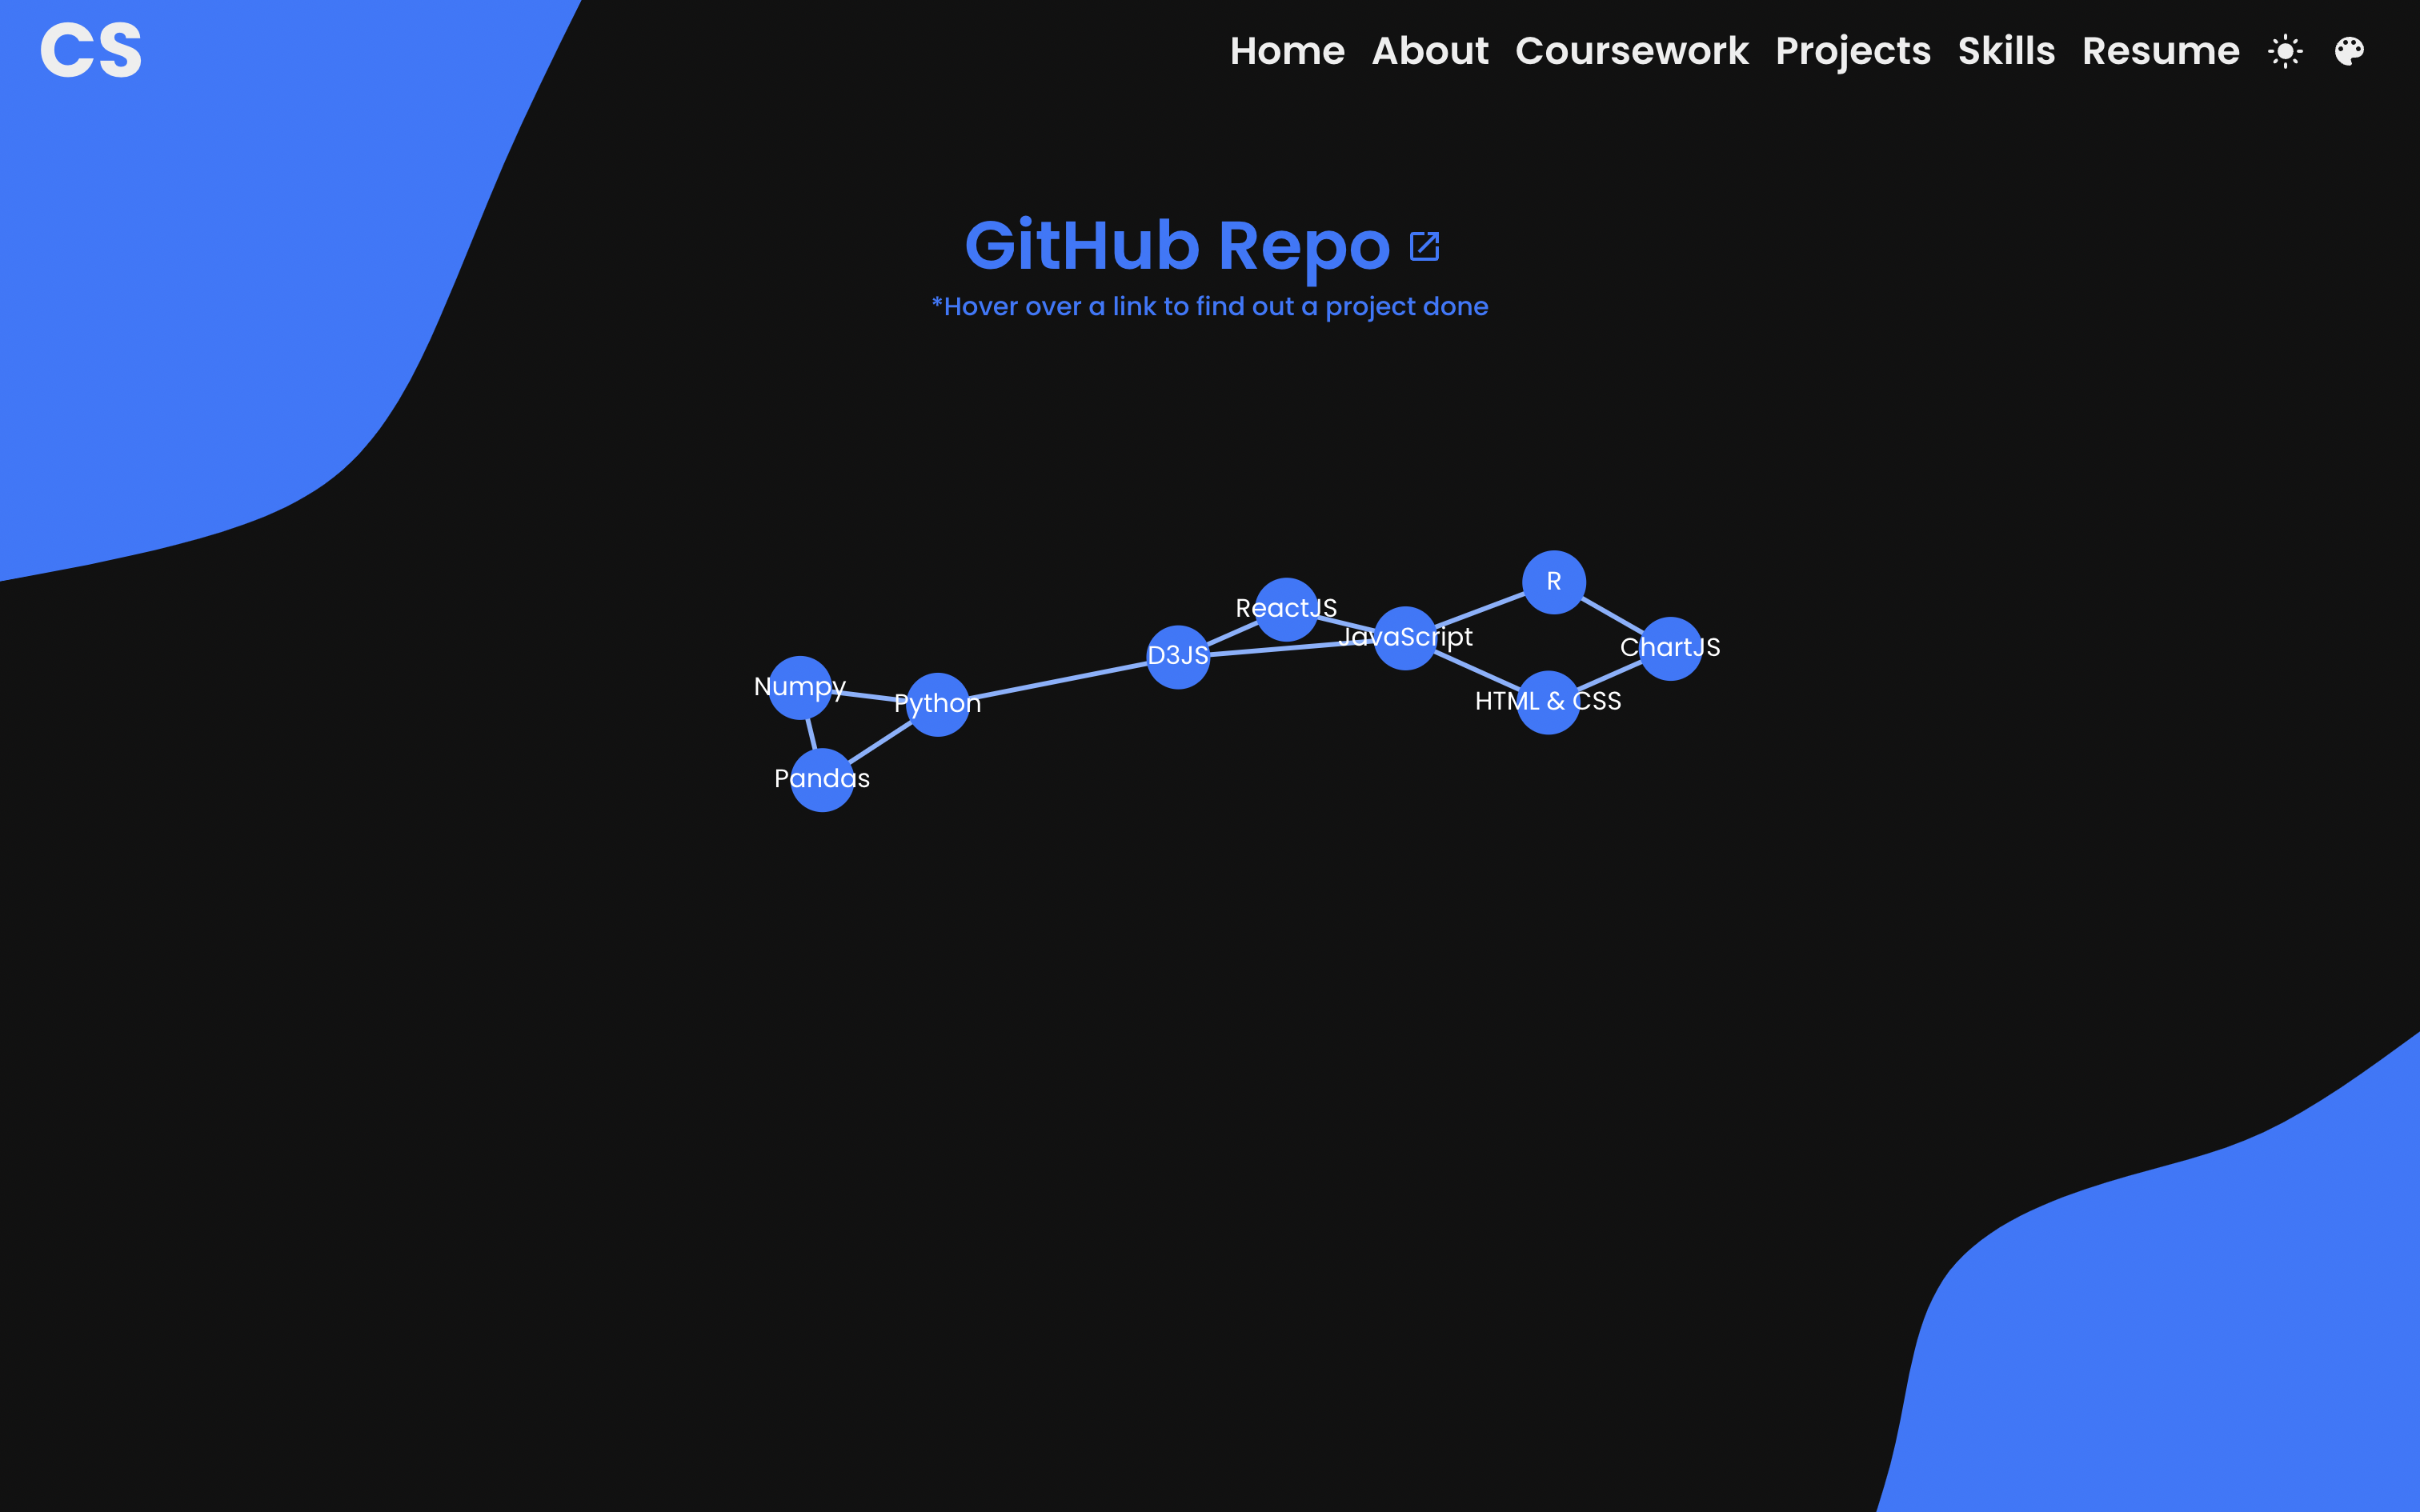 CS
Home About Coursework Projects Skills Resume
GitHub Repo
*Hover over a link to find out a project done
R
ReactJS
JavaScript
ChartJS
D3JS
Numpy
Python
HTML & CSS
Pandas